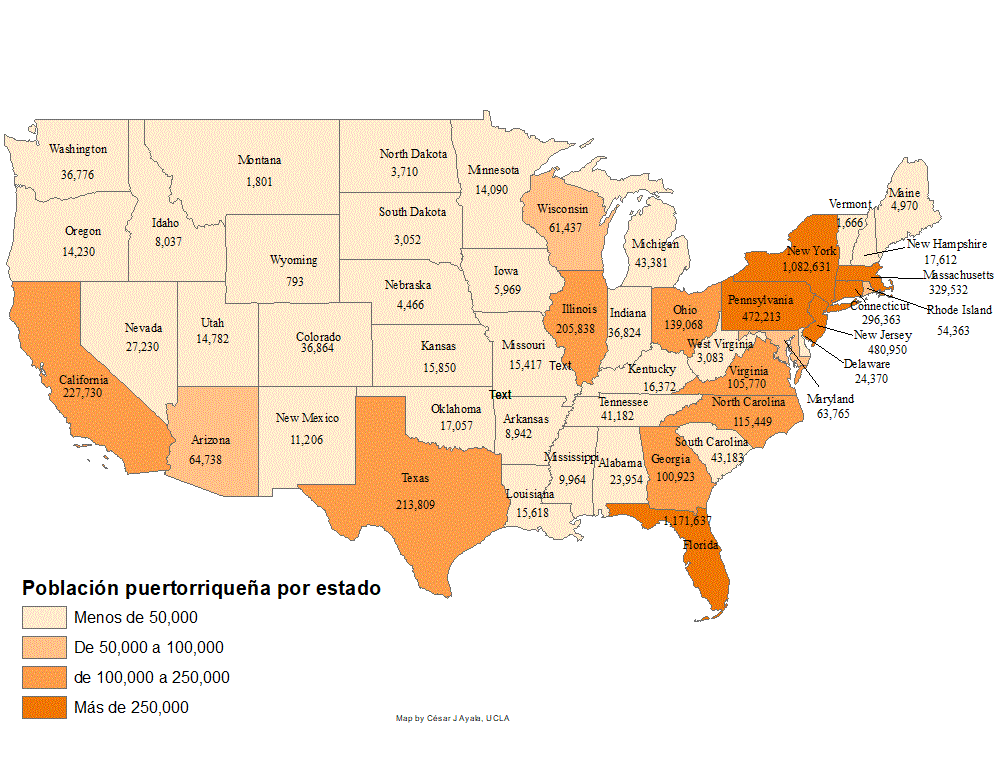 Washington
36,776
Montana
1,801
North Dakota
3,710
Minnesota
14,090
Wisconsin
61,437
Michigan
43,381
Vermont
1,666
Maine
4,970
New Hampshire
17,612
Massachusetts
329,532
Rhode Island
54,363
Connecticut
296,363
New York
1,082,631
New Jersey
480,950
Pennsylvania
472,213
Delaware
24,370
Maryland
63,765
Oregon
14,230
Idaho
8,037
Wyoming
793
South Dakota
3,052
Nebraska
4,466
Iowa
5,969
Illinois
205,838
Indiana
36,824
Ohio
139,068
West Virginia
3,083
Virginia
105,770
Nevada
27,230
Utah
14,782
Colorado
36,864
Kansas
15,850
Missouri
15,417
Text
Kentucky
16,372
California
227,730
Arizona
64,738
New Mexico
11,206
Text
Oklahoma
17,057
Arkansas
8,942
Tennessee
41,182
North Carolina
115,449
South Carolina
43,183
Texas
213,809
Louisiana
15,618
Mississippi
9,964
Alabama
23,954
Georgia
100,923
1,171,637
Florida
Población puertorriqueña por estado
Menos de 50,000
De 50,000 a 100,000
de 100,000 a 250,000
Más de 250,000
Map by César J Ayala, UCLA